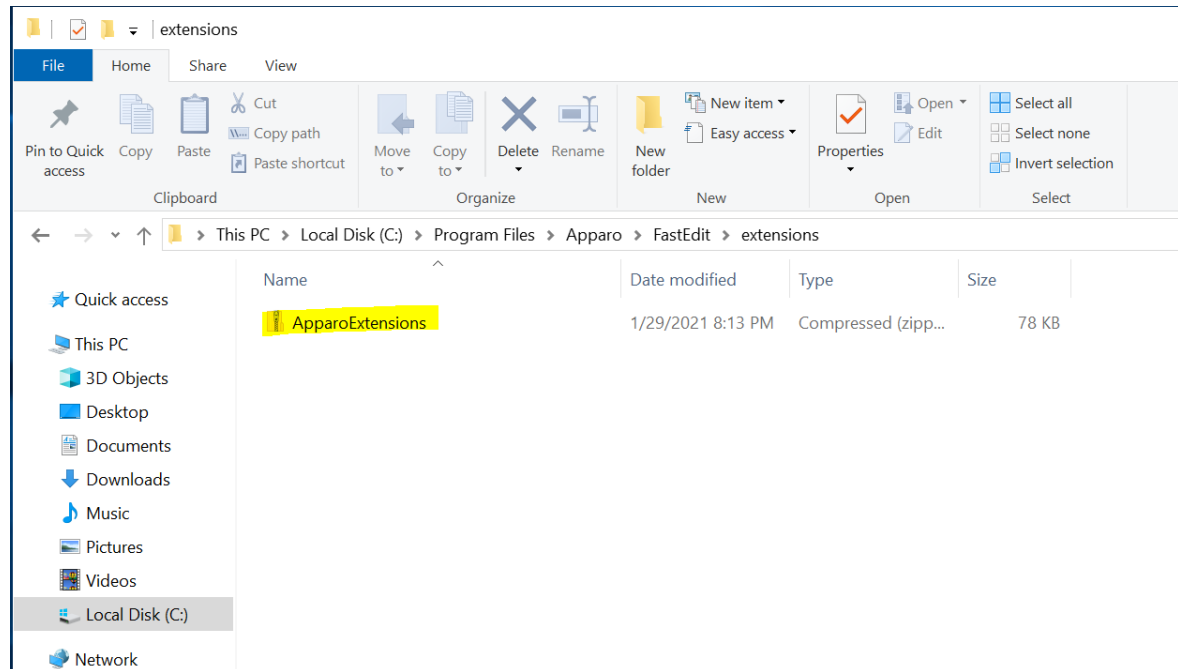 extensions
File Home Share View
Pin to Quick access
Copy
Paste
Cut
Copy path
Paste shortcut
Clipboard
Move to
Copy to
Delete
Rename
Organize
New folder
New item
Easy access
New
Properties
Open
Edit
Open
Select all
Select none
Invert selection
Select
This PC > Local Disk (C:) > Program Files > Apparo > FastEdit > extensions
Name Date modified Type Size
ApparoExtensions 1/29/2021 8:13 PM Compressed (zipp... 78 KB
Quick access
This PC
3D Objects
Desktop
Documents
Downloads
Music
Pictures
Videos
Local Disk (C:)
Network